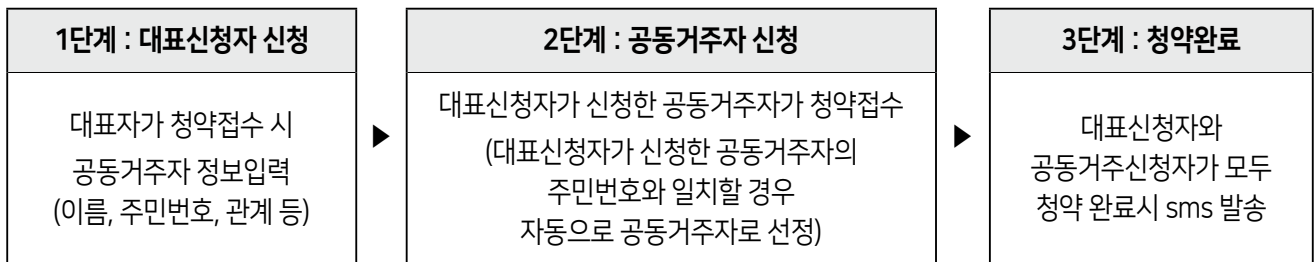 1단계 : 대표신청자 신청
대표자가 청약접수 시
공동거주자 정보입력
(이름, 주민번호, 관계 등)
▶
2단계 : 공동거주자 신청
대표신청자가 신청한 공동거주자가 청약접수
(대표신청자가 신청한 공동거주자의
주민번호와 일치할 경우
자동으로 공동거주자로 선정)
▶
3단계 : 청약완료
대표신청자와
공동거주신청자가 모두
청약 완료시 sms 발송